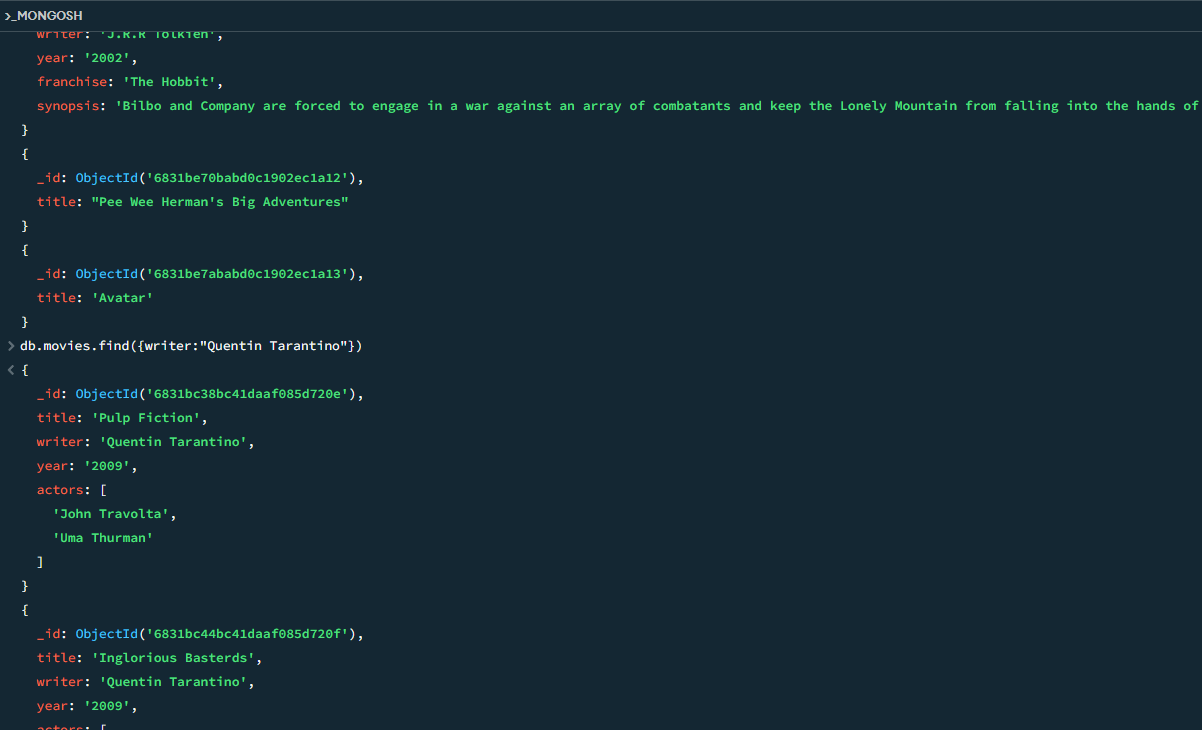 >_MONGOSH
writer: 'J.R.R Tolkien',
year: '2002',
franchise: 'The Hobbit',
synopsis: 'Bilbo and Company are forced to engage in a war against an array of combatants and keep the Lonely Mountain from falling into the hands of
}
{
_id: ObjectId('6831be70babd0c1902ec1a12'),
title: "Pee Wee Herman's Big Adventures"
}
{
_id: ObjectId('6831be7ababd0c1902ec1a13'),
title: 'Avatar'
}
> db.movies.find({writer:"Quentin Tarantino"})
< {
_id: ObjectId('6831bc38bc41daaf085d720e'),
title: 'Pulp Fiction',
writer: 'Quentin Tarantino',
year: '2009',
actors: [
'John Travolta',
'Uma Thurman'
]
}
{
_id: ObjectId('6831bc44bc41daaf085d720f'),
title: 'Inglorious Basterds',
writer: 'Quentin Tarantino',
year: '2009',
actors: [